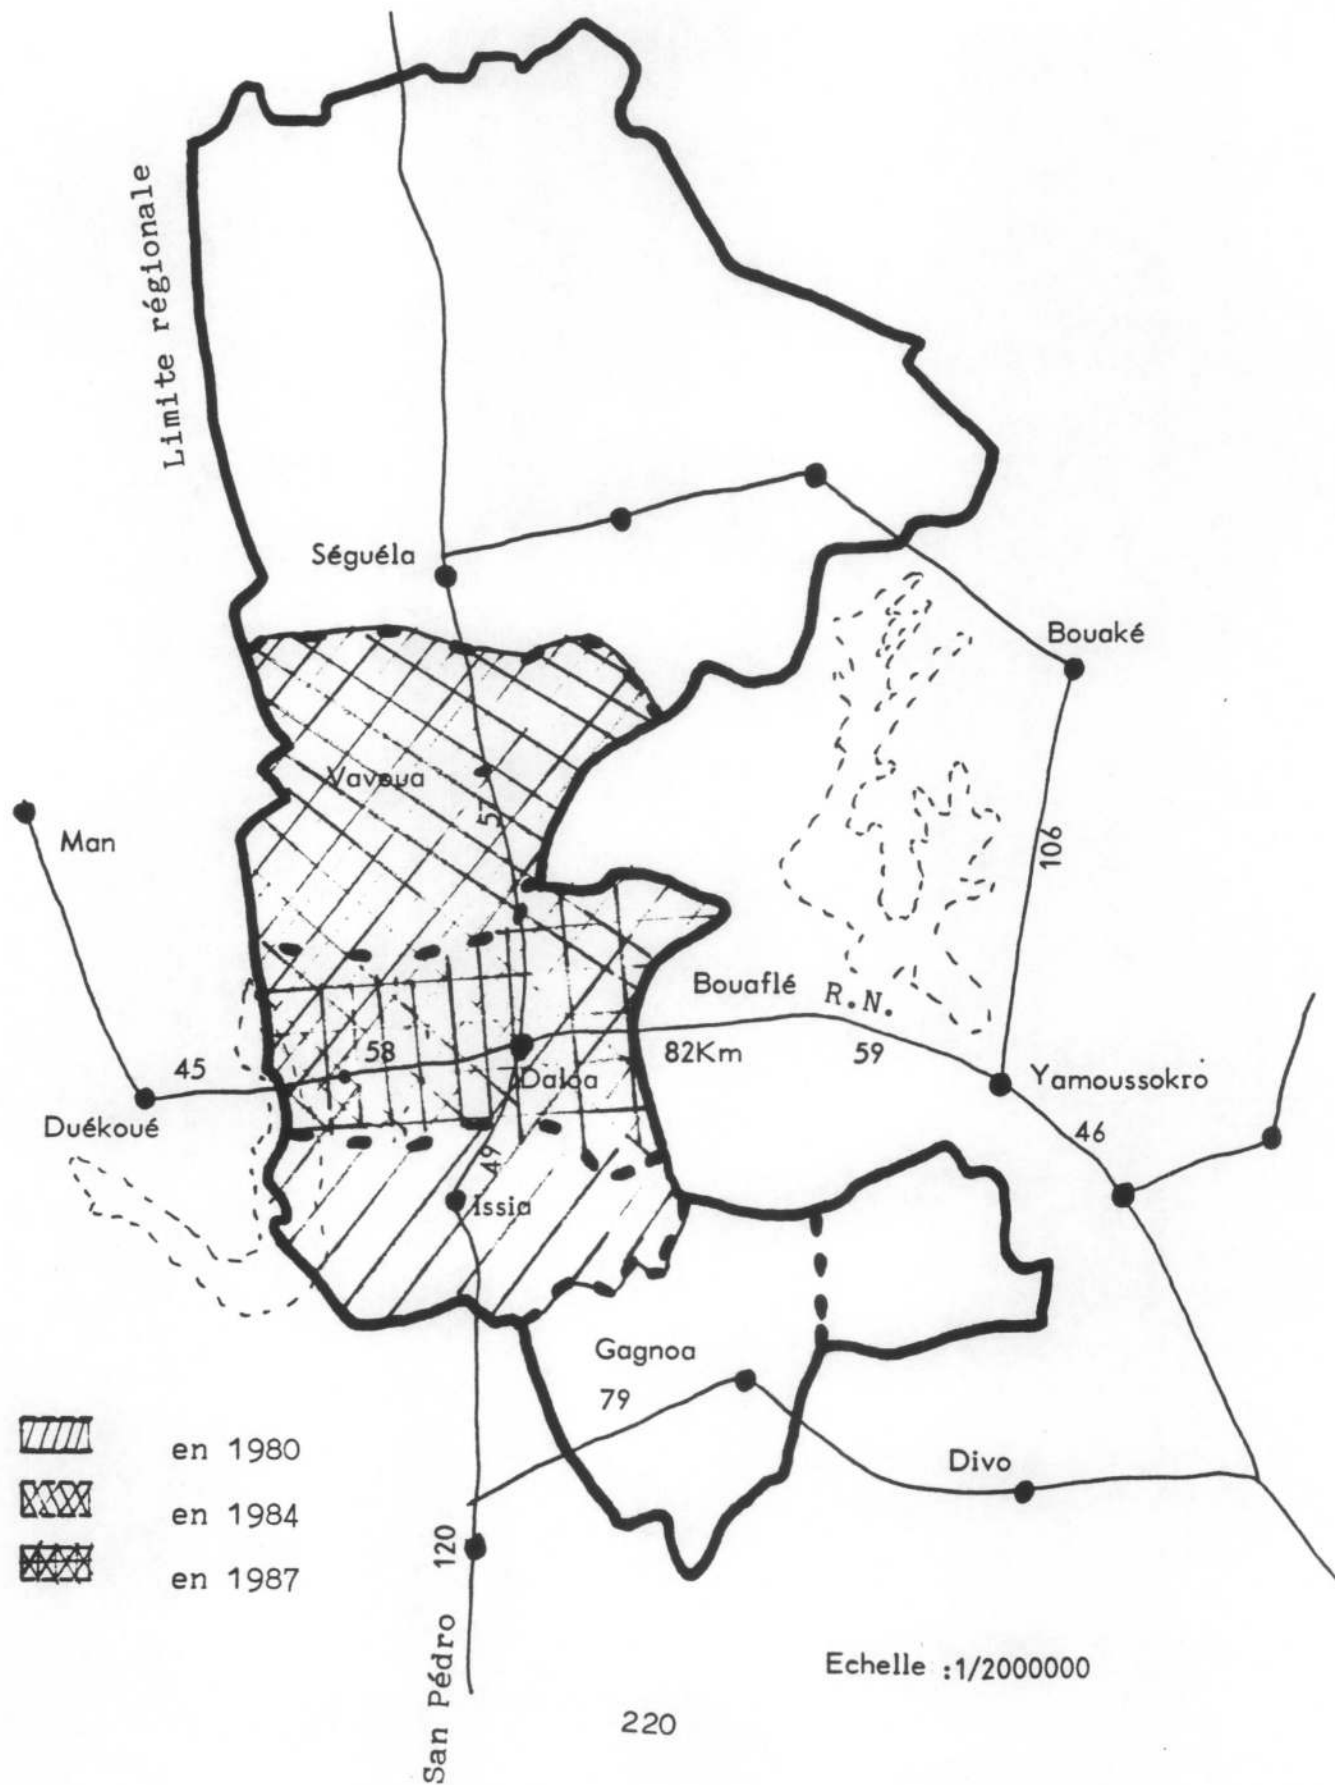 Limite régionale
Séguéla
Bouaké
Vavoua
Man
57
106
Bouaflé
R.N.
45
58
82Km
59
Daloa
Yamoussokro
Duékoué
46
49
Issia
Gagnoa
79
Divo
en 1980
en 1984
en 1987
120
San Pédro
Echelle :1/2000000
220